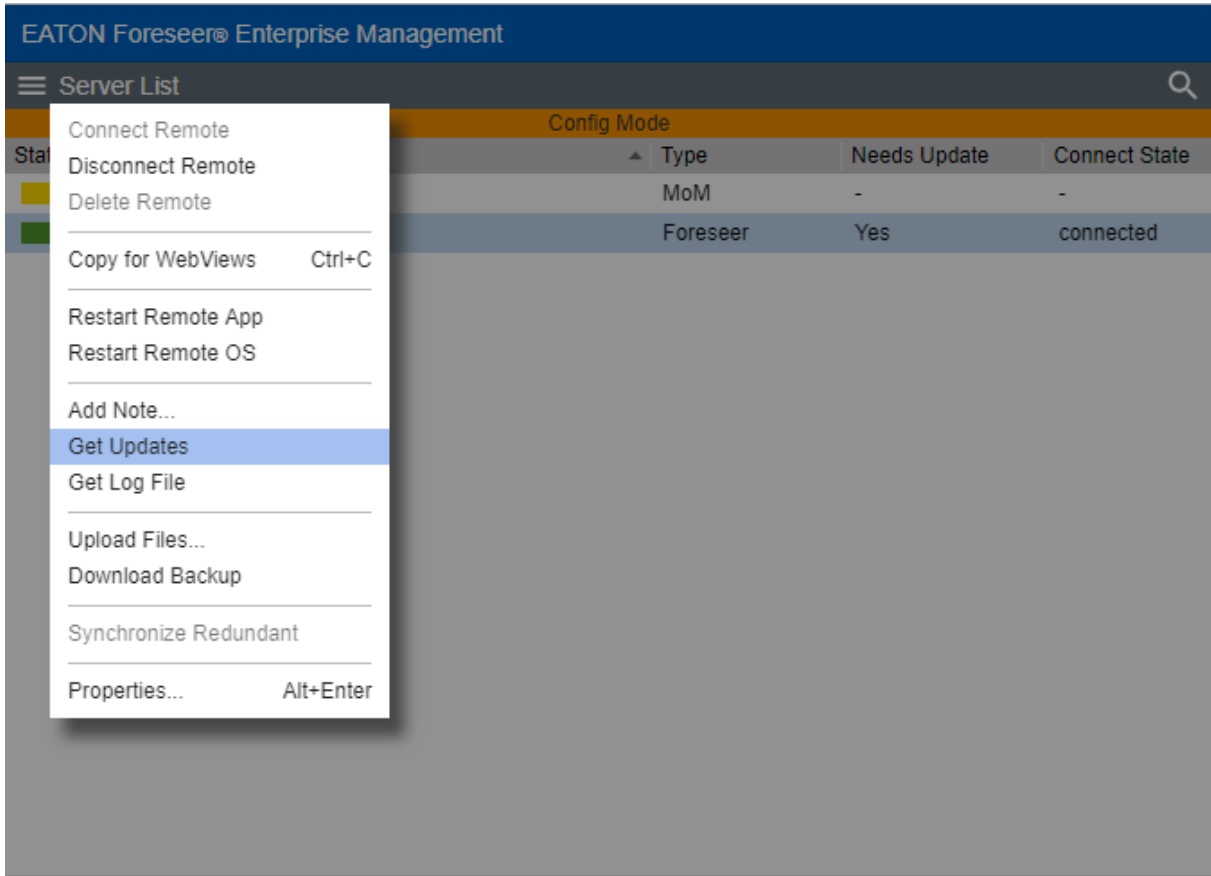 EATON Foreseer® Enterprise Management
Server List
Config Mode
Type Needs Update Connect State
MoM - -
Foreseer Yes connected
Connect Remote
Disconnect Remote
Delete Remote
Copy for WebViews Ctrl+C
Restart Remote App
Restart Remote OS
Add Note...
Get Updates
Get Log File
Upload Files...
Download Backup
Synchronize Redundant
Properties... Alt+Enter